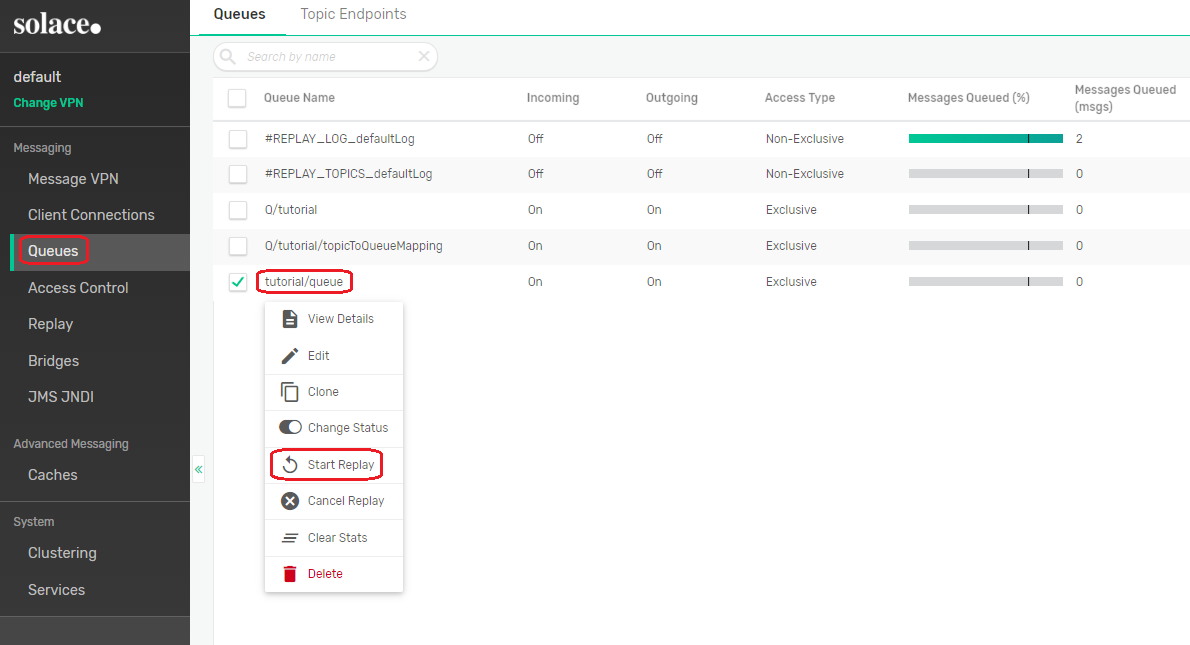 solace.
default
Change VPN
Messaging
Message VPN
Client Connections
Queues
Access Control
Replay
Bridges
JMS JNDI
Advanced Messaging
Caches
System
Clustering
Services
Queues Topic Endpoints
Search by name
Queue Name Incoming Outgoing Access Type Messages Queued (%) Messages Queued
(msgs)
#REPLAY_LOG_defaultLog Off Off Non-Exclusive 2
#REPLAY_TOPICS_defaultLog Off Off Non-Exclusive 0
Q/tutorial On On Exclusive 0
Q/tutorial/topicToQueueMapping On On Exclusive 0
tutorial/queue On On Exclusive 0
View Details
Edit
Clone
Change Status
Start Replay
Cancel Replay
Clear Stats
Delete